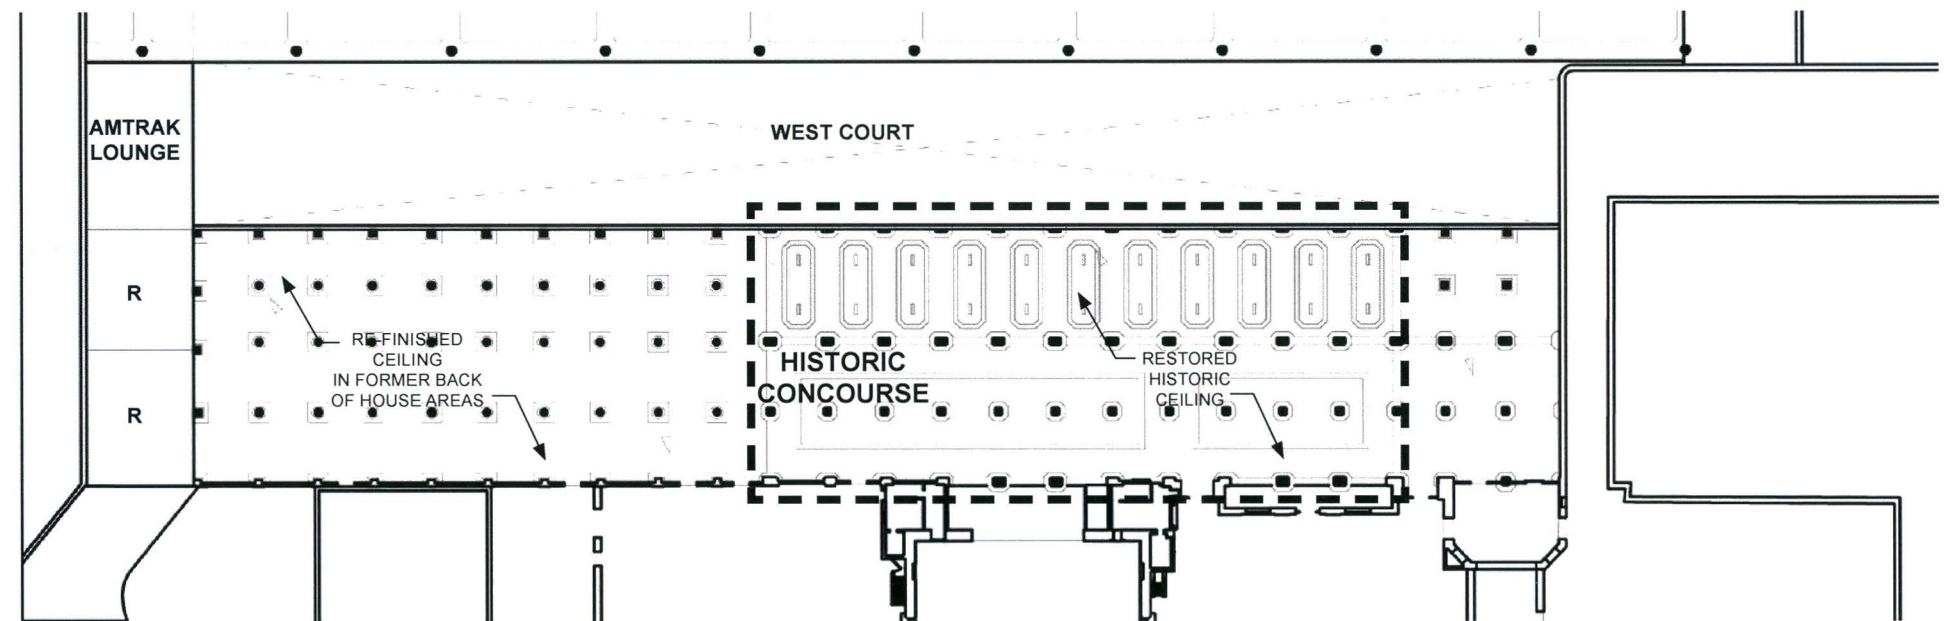 AMTRAK
LOUNGE
WEST COURT
R
R
RE-FINISHED
CEILING
IN FORMER BACK
OF HOUSE AREAS
HISTORIC
CONCOURSE
RESTORED
HISTORIC
CEILING